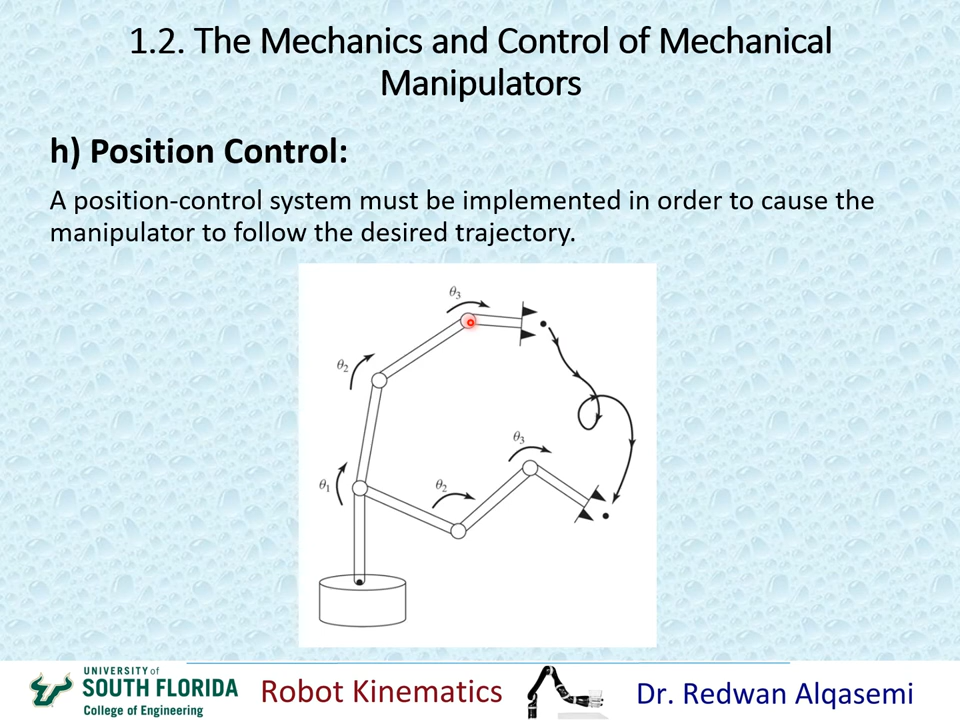 1.2. The Mechanics and Control of Mechanical
Manipulators
h) Position Control:
A position-control system must be implemented in order to cause the
manipulator to follow the desired trajectory.
θ3
θ2
θ3
θ1
θ2
UNIVERSITY of
SOUTH FLORIDA
College of Engineering
Robot Kinematics
Dr. Redwan Alqasemi